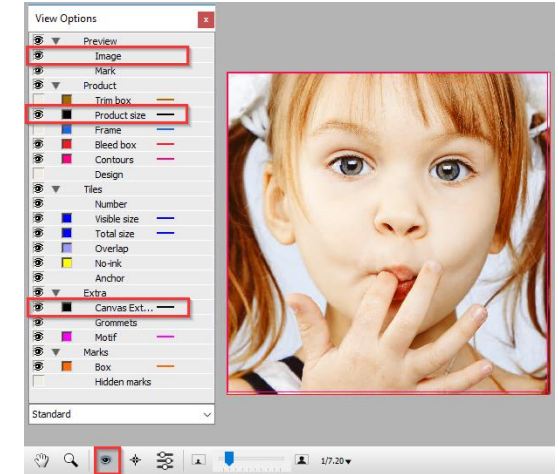 View Options
x
Preview
Image
Mark
Product
Trim box
Product size
Frame
Bleed box
Contours
Design
Tiles
Number
Visible size
Total size
Overlap
No-ink
Anchor
Extra
Canvas Ext...
Grommets
Motif
Marks
Box
Hidden marks
Standard
1/7.20